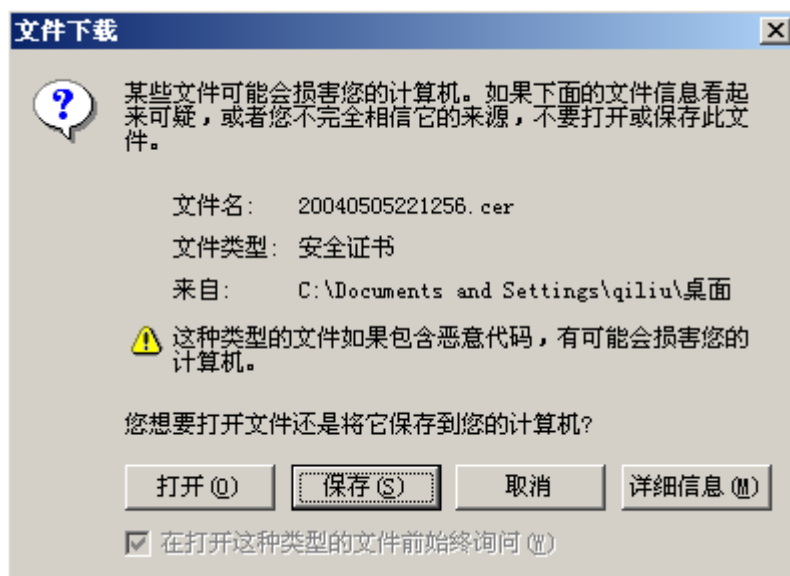 文件下载
某些文件可能会损害您的计算机。如果下面的文件信息看起
来可疑，或者您不完全相信它的来源，不要打开或保存此文
件。
文件名: 20040505221256.cer
文件类型: 安全证书
来自: C:\Documents and Settings\qiliu\桌面
这种类型的文件如果包含恶意代码，有可能会损害您的
计算机。
您想要打开文件还是将它保存到您的计算机?
打开(O) 保存(S) 取消 详细信息(M)
在打开这种类型的文件前始终询问(W)